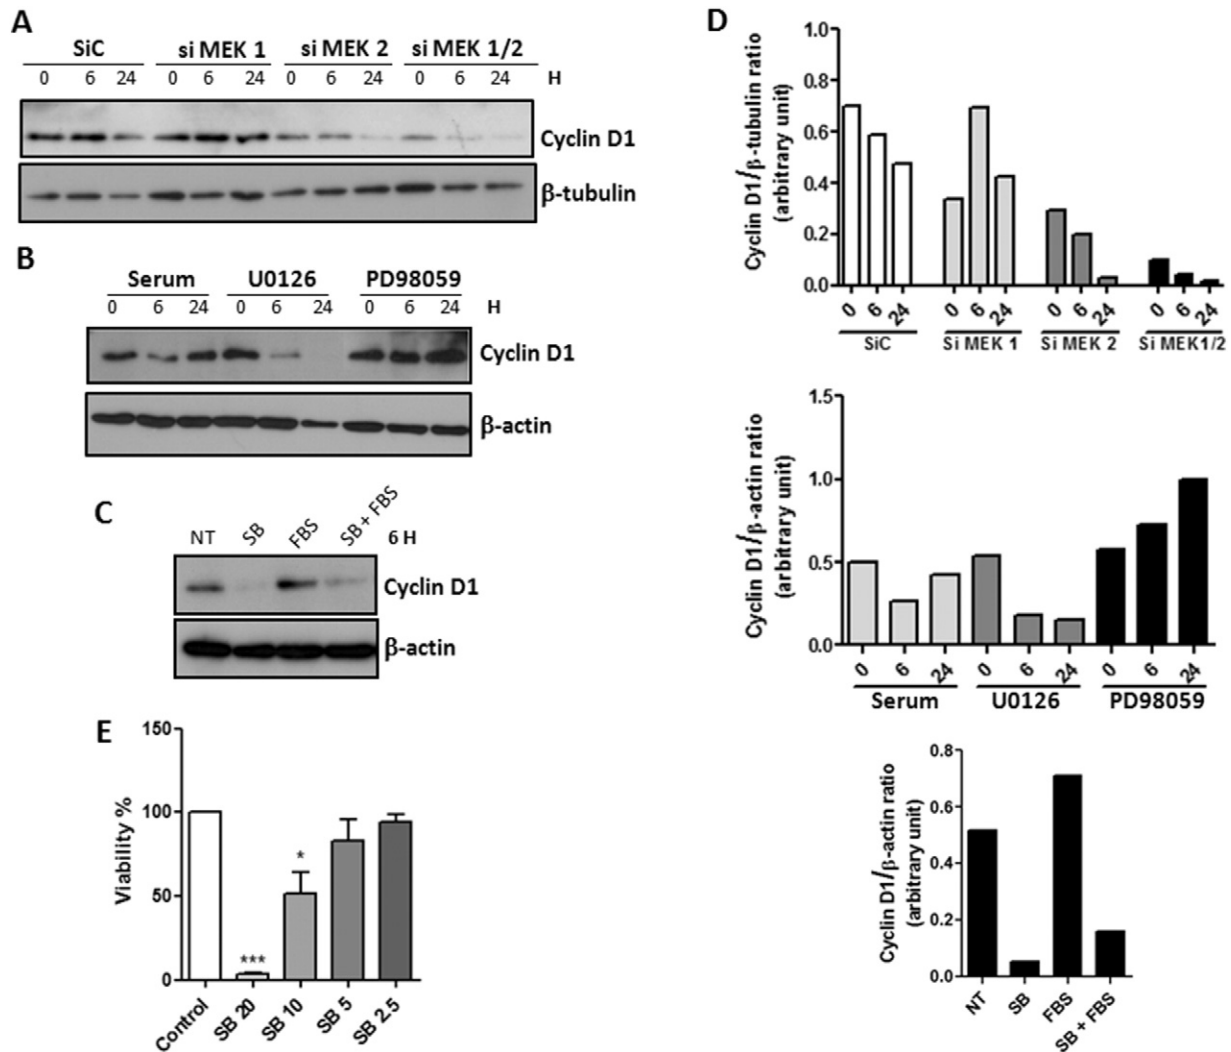 A
SiC si MEK 1 si MEK 2 si MEK 1/2
0 6 24 0 6 24 0 6 24 0 6 24 H
Cyclin D1
β-tubulin
B
Serum U0126 PD98059
0 6 24 0 6 24 0 6 24 H
Cyclin D1
β-actin
C
NT SB FBS SB + FBS 6 H
Cyclin D1
β-actin
D
Cyclin D1/β-tubulin ratio
(arbitrary unit)
1.0
0.8
0.6
0.4
0.2
0.0
0 6 24 0 6 24 0 6 24 0 6 24
SiC Si MEK 1 Si MEK 2 Si MEK1/2
Cyclin D1/β-actin ratio
(arbitrary unit)
1.5
1.0
0.5
0.0
0 6 24 0 6 24 0 6 24
Serum U0126 PD98059
Cyclin D1/β-actin ratio
(arbitrary unit)
0.8
0.6
0.4
0.2
0.0
NT SB FBS SB + FBS
E
Viability %
150
100
50
0
*** *
Control SB 20 SB 10 SB 5 SB 2.5